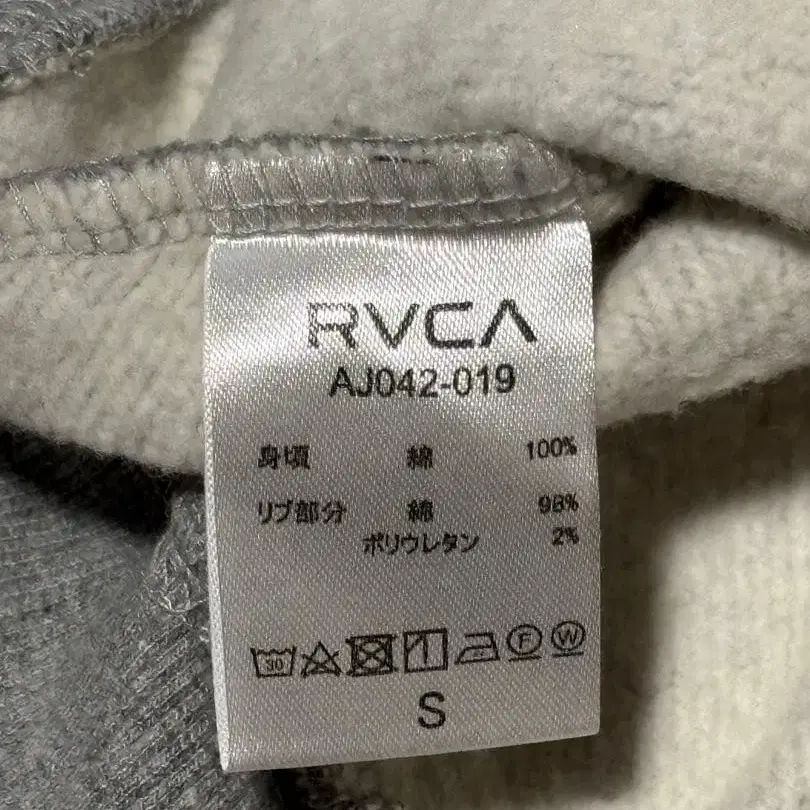 RVCA
AJ042-019
身頃 綿 100%
リブ部分 綿 98%
ポリウレタン 2%
30 F W
S